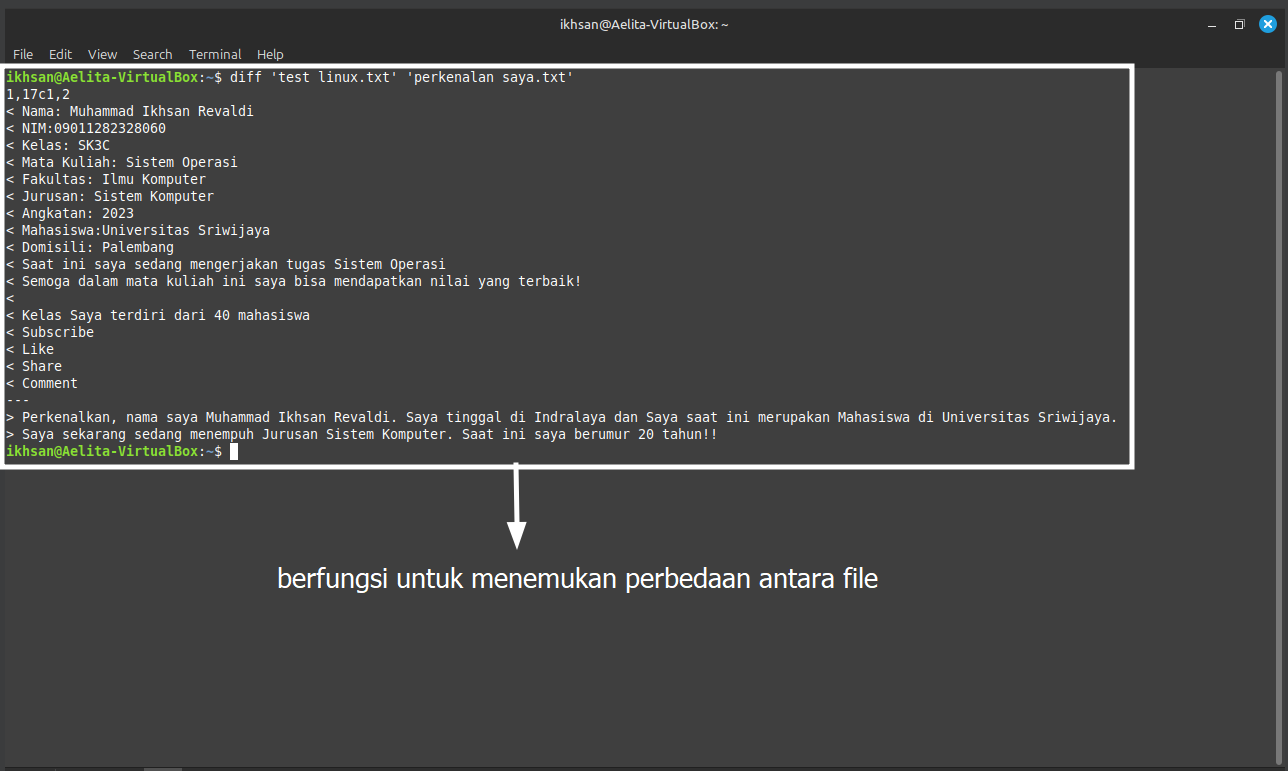 ikhsan@Aelita-VirtualBox: ~
File Edit View Search Terminal Help
ikhsan@Aelita-VirtualBox:~$ diff 'test linux.txt' 'perkenalan saya.txt'
1,17c1,2
< Nama: Muhammad Ikhsan Revaldi
< NIM:09011282328060
< Kelas: SK3C
< Mata Kuliah: Sistem Operasi
< Fakultas: Ilmu Komputer
< Jurusan: Sistem Komputer
< Angkatan: 2023
< Mahasiswa:Universitas Sriwijaya
< Domisili: Palembang
< Saat ini saya sedang mengerjakan tugas Sistem Operasi
< Semoga dalam mata kuliah ini saya bisa mendapatkan nilai yang terbaik!
<
< Kelas Saya terdiri dari 40 mahasiswa
< Subscribe
< Like
< Share
< Comment
---
> Perkenalkan, nama saya Muhammad Ikhsan Revaldi. Saya tinggal di Indralaya dan Saya saat ini merupakan Mahasiswa di Universitas Sriwijaya.
> Saya sekarang sedang menempuh Jurusan Sistem Komputer. Saat ini saya berumur 20 tahun!!
ikhsan@Aelita-VirtualBox:~$
berfungsi untuk menemukan perbedaan antara file